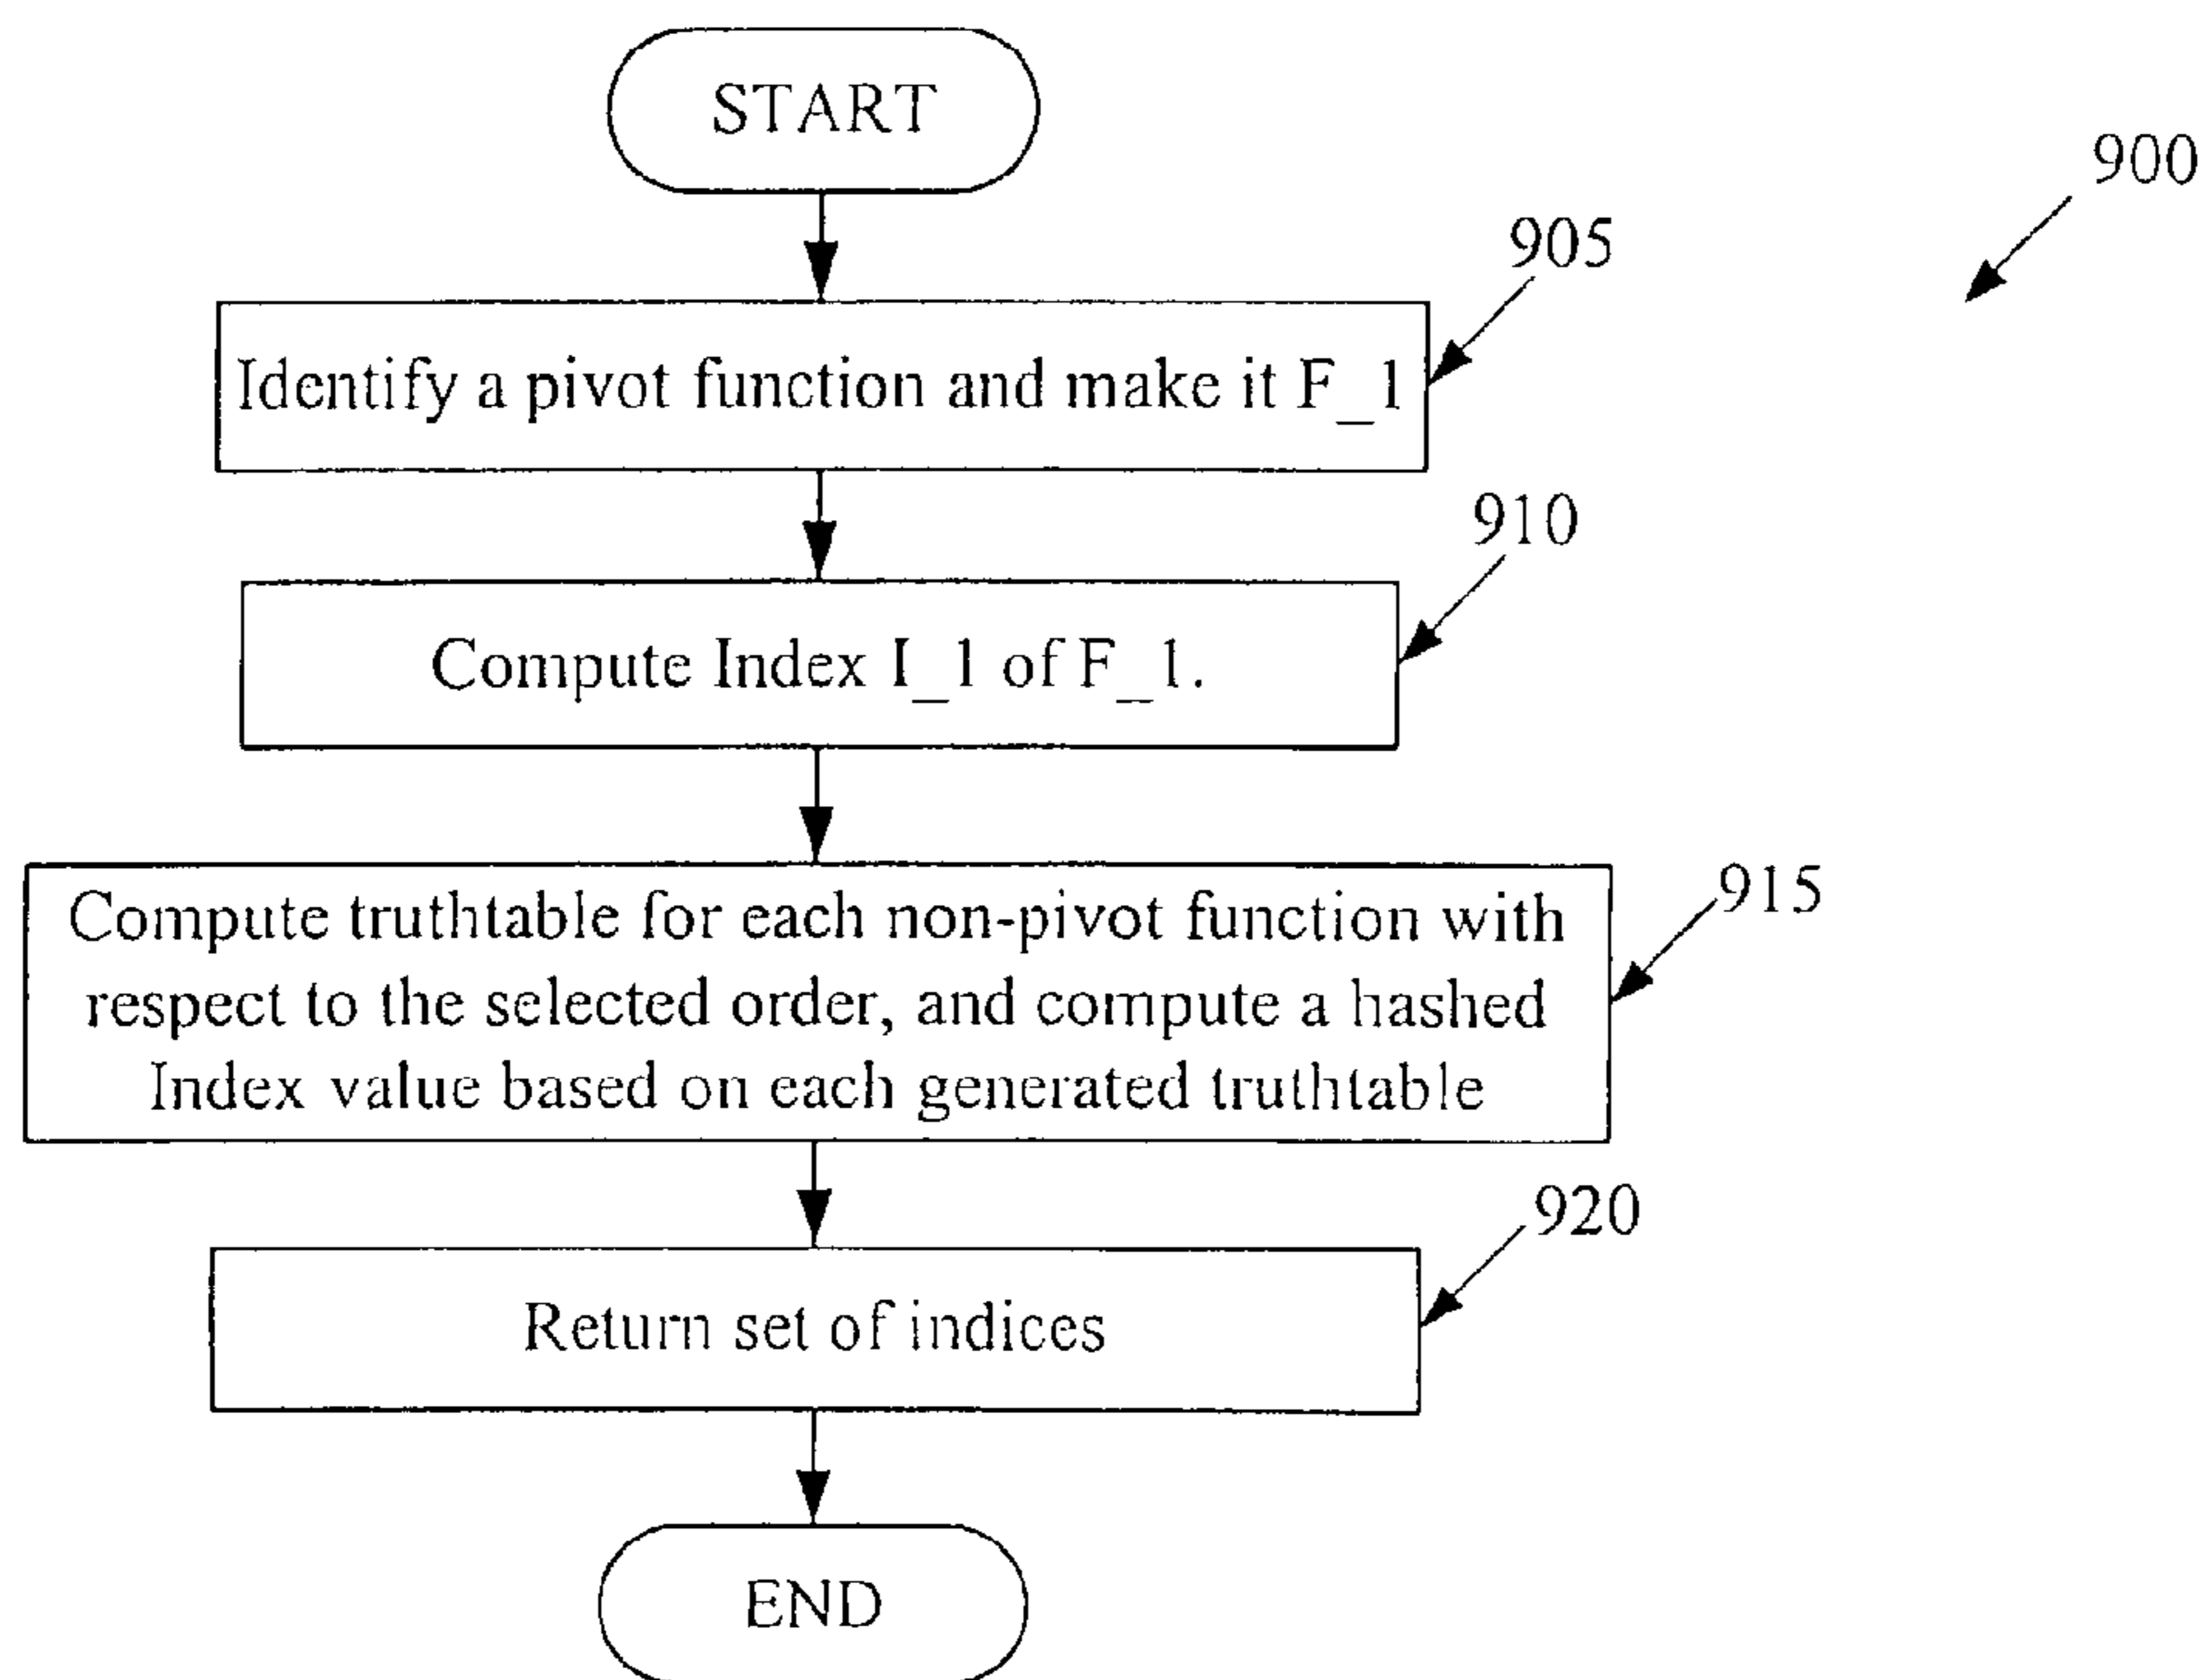 START
900
905
Identify a pivot function and make it F_1
910
Compute Index I_1 of F_1.
915
Compute truthtable for each non-pivot function with
respect to the selected order, and compute a hashed
Index value based on each generated truthtable
920
Return set of indices
END